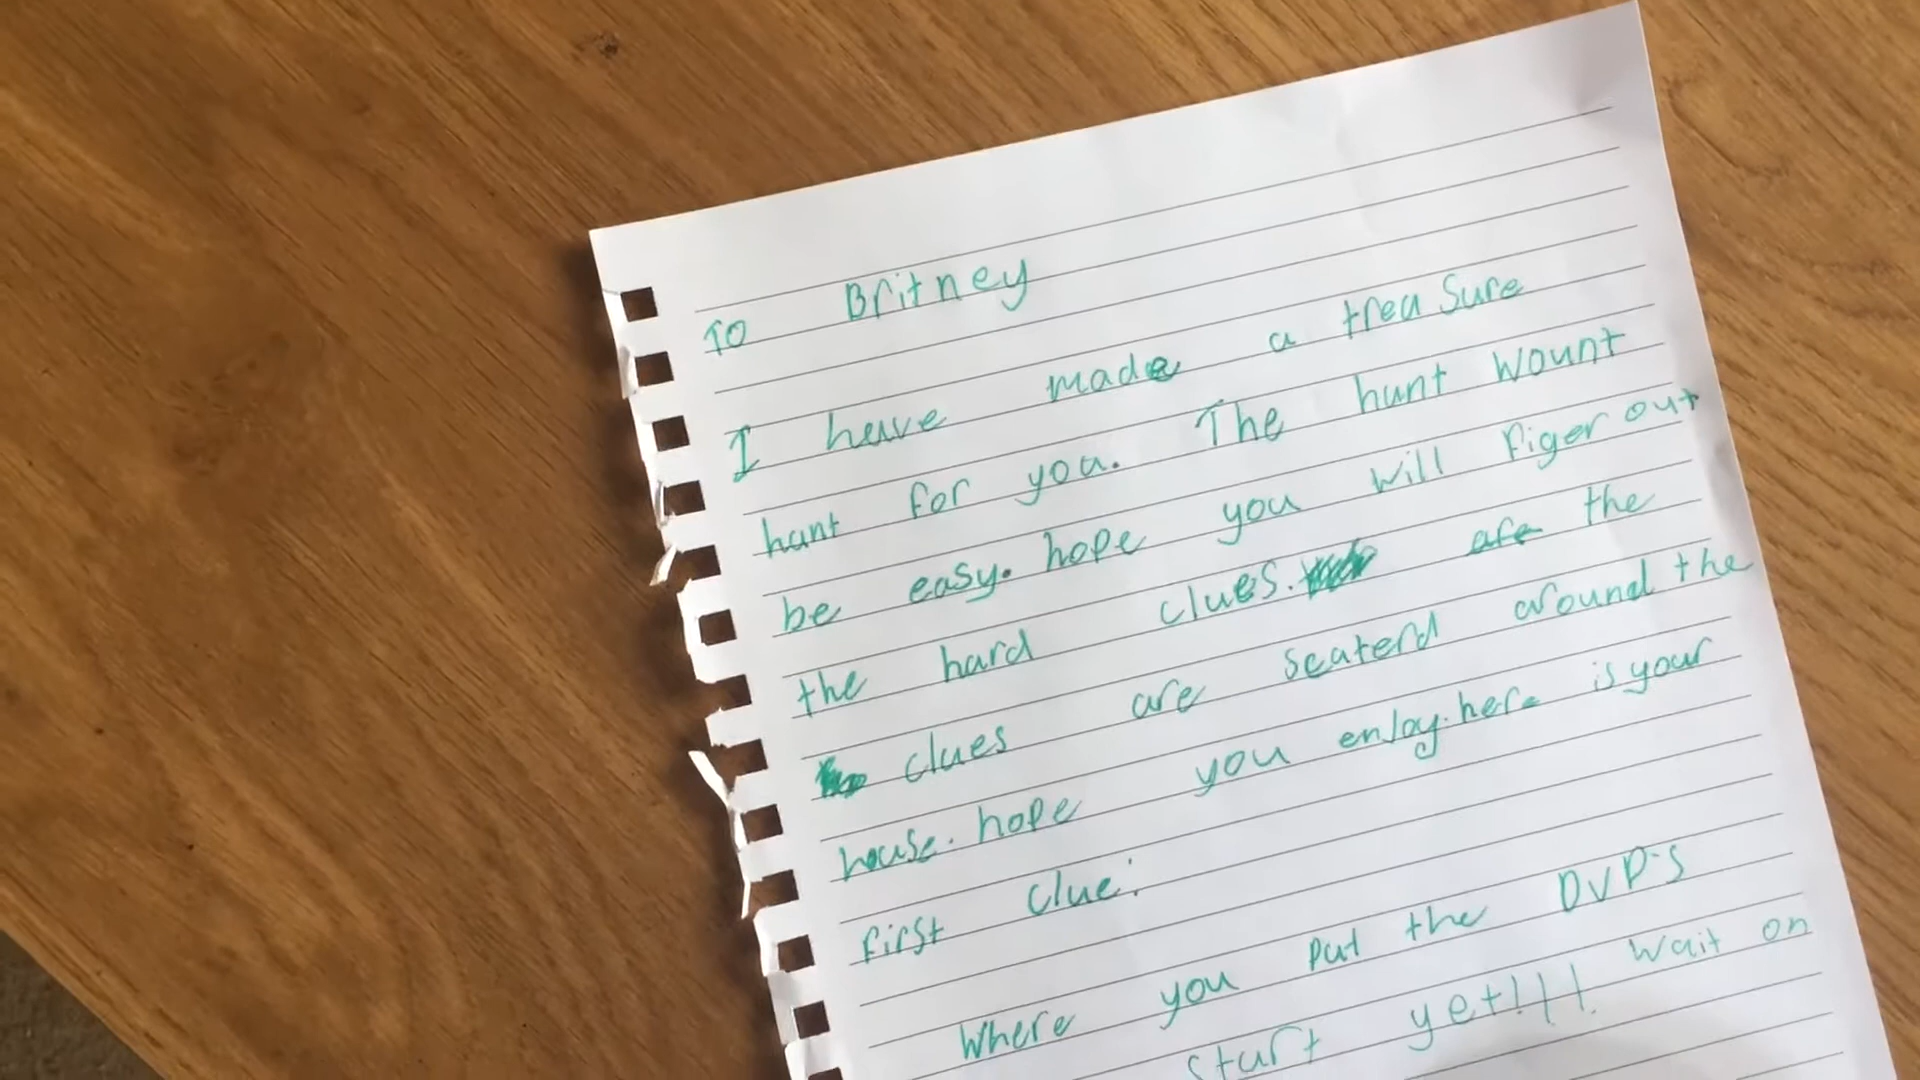 To Britney
I have made a treasure
hunt for you. The hunt wount
be easy. hope you will figer out
the hard clues. are the
clues are scaterd around the
house. hope you enjoy. here is your
first clue:
Where you put the DVD's
start yet!!! wait on